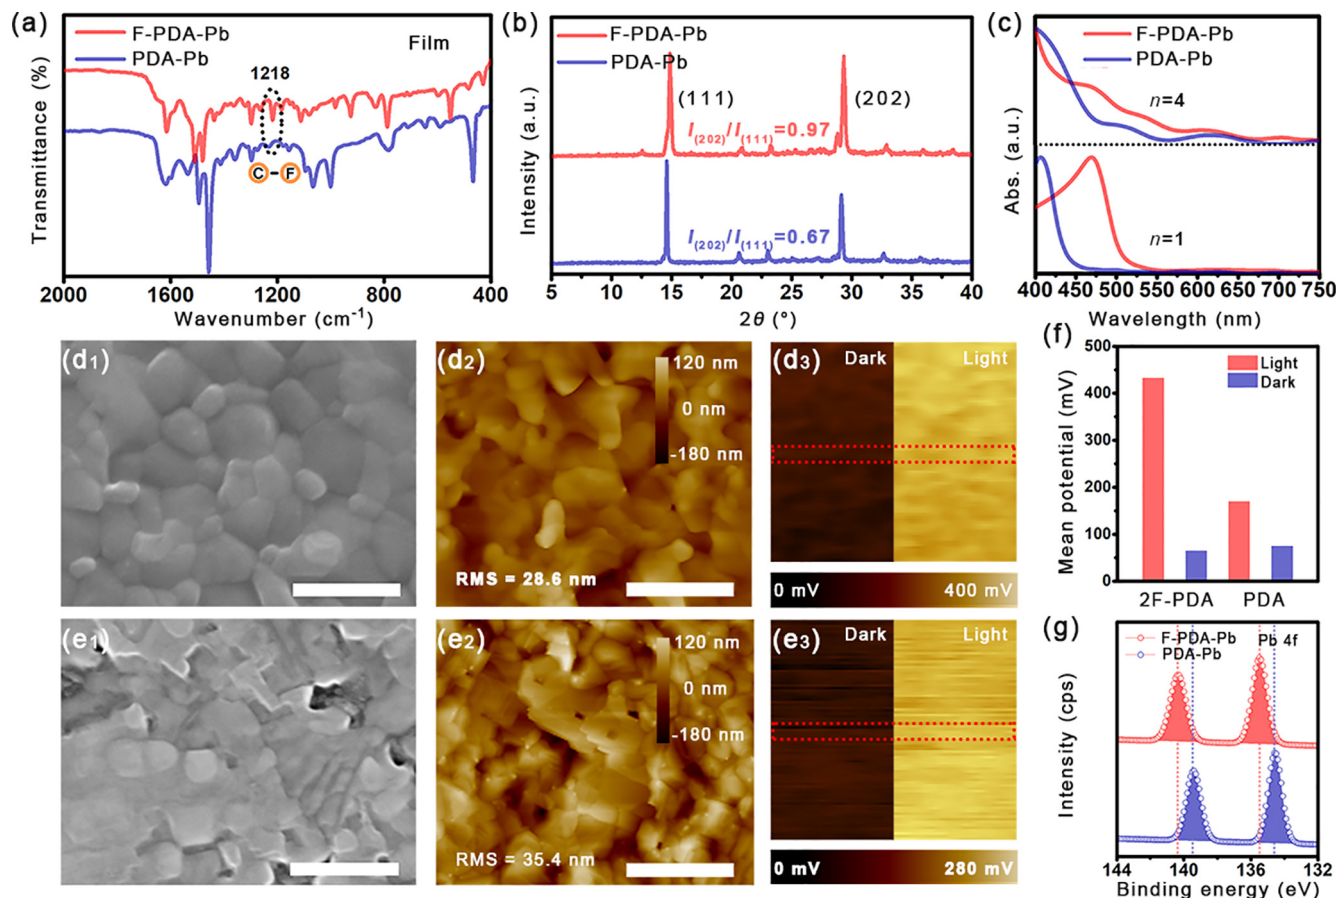 (a)
F-PDA-Pb
PDA-Pb
Film
1218
C-F
Transmittance (%)
2000 1600 1200 800 400
Wavenumber (cm⁻¹)
(b)
F-PDA-Pb
PDA-Pb
(111)
(202)
I(202)/I(111)=0.97
I(202)/I(111)=0.67
Intensity (a.u.)
5 10 15 20 25 30 35 40
2θ (°)
(c)
F-PDA-Pb
PDA-Pb
n=4
n=1
Abs. (a.u.)
400 450 500 550 600 650 700 750
Wavelength (nm)
(d1)
(d2)
120 nm
0 nm
-180 nm
RMS = 28.6 nm
(d3)
Dark Light
0 mV 400 mV
(e1)
(e2)
120 nm
0 nm
-180 nm
RMS = 35.4 nm
(e3)
Dark Light
0 mV 280 mV
(f)
Light
Dark
Mean potential (mV)
500
400
300
200
100
0
2F-PDA PDA
(g)
F-PDA-Pb
PDA-Pb
Pb 4f
Intensity (cps)
144 140 136 132
Binding energy (eV)